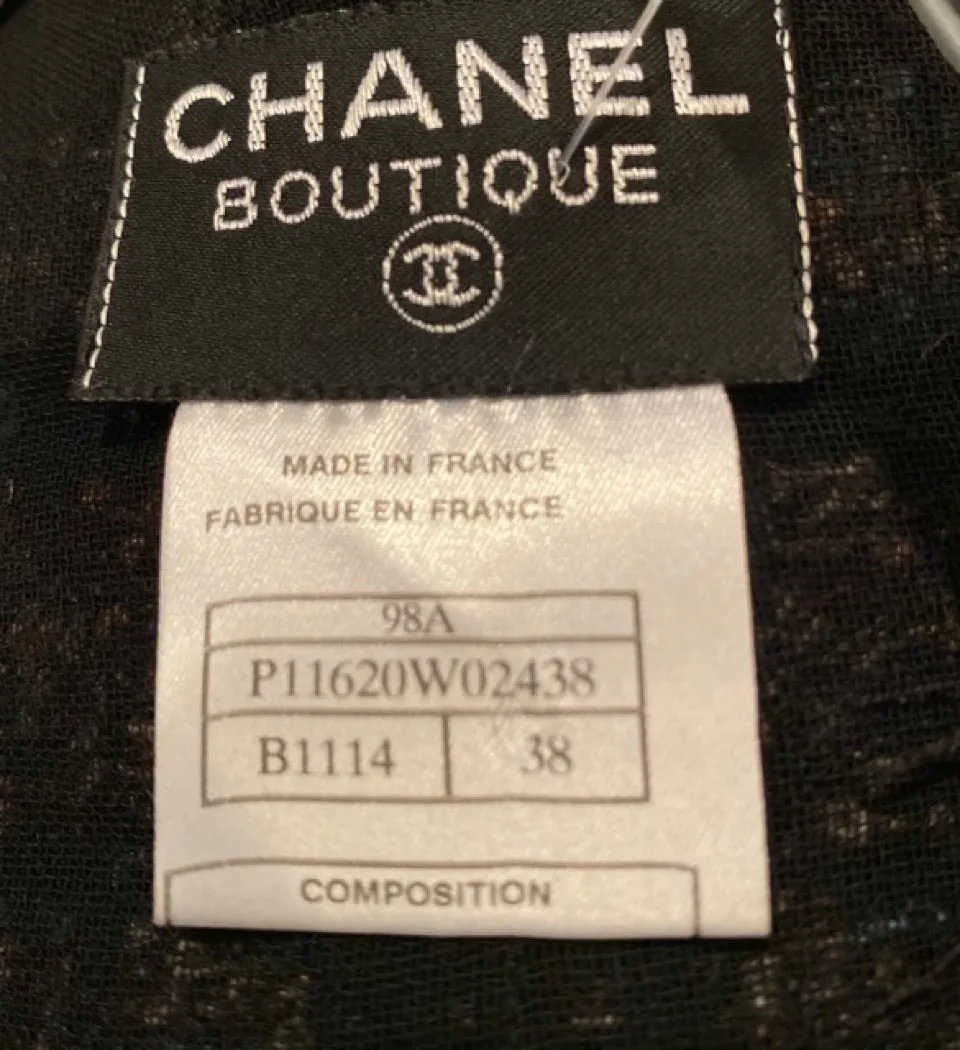 CHANEL
BOUTIQUE
MADE IN FRANCE
FABRIQUE EN FRANCE
98A
P11620W02438
B1114 38
COMPOSITION